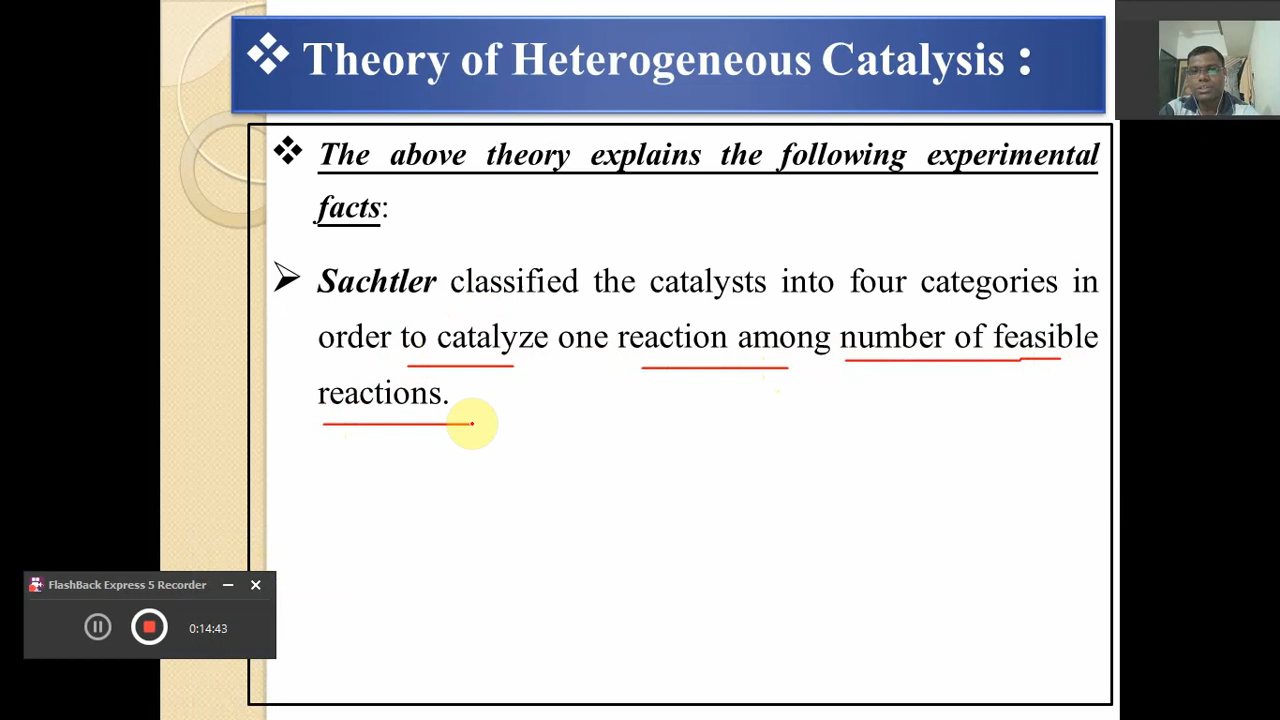 Theory of Heterogeneous Catalysis :
The above theory explains the following experimental
facts:
Sachtler classified the catalysts into four categories in
order to catalyze one reaction among number of feasible
reactions.
FlashBack Express 5 Recorder
0:14:43